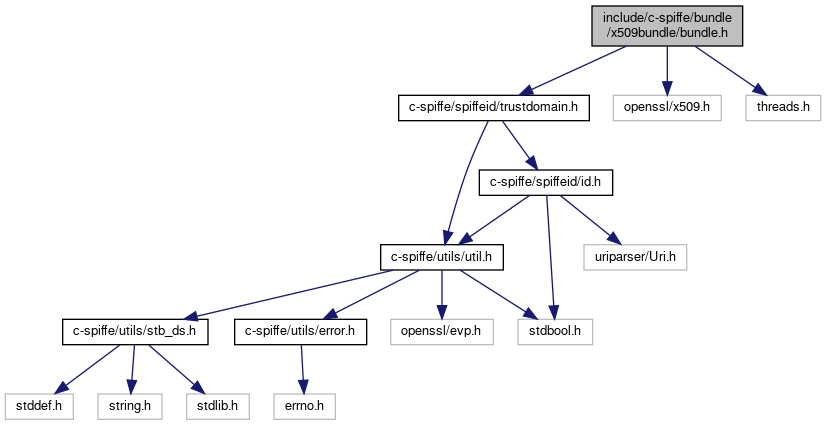 include/c-spiffe/bundle
/x509bundle/bundle.h
c-spiffe/spiffeid/trustdomain.h
openssl/x509.h
threads.h
c-spiffe/spiffeid/id.h
c-spiffe/utils/util.h
uriparser/Uri.h
c-spiffe/utils/stb_ds.h
c-spiffe/utils/error.h
openssl/evp.h
stdbool.h
stddef.h
string.h
stdlib.h
errno.h